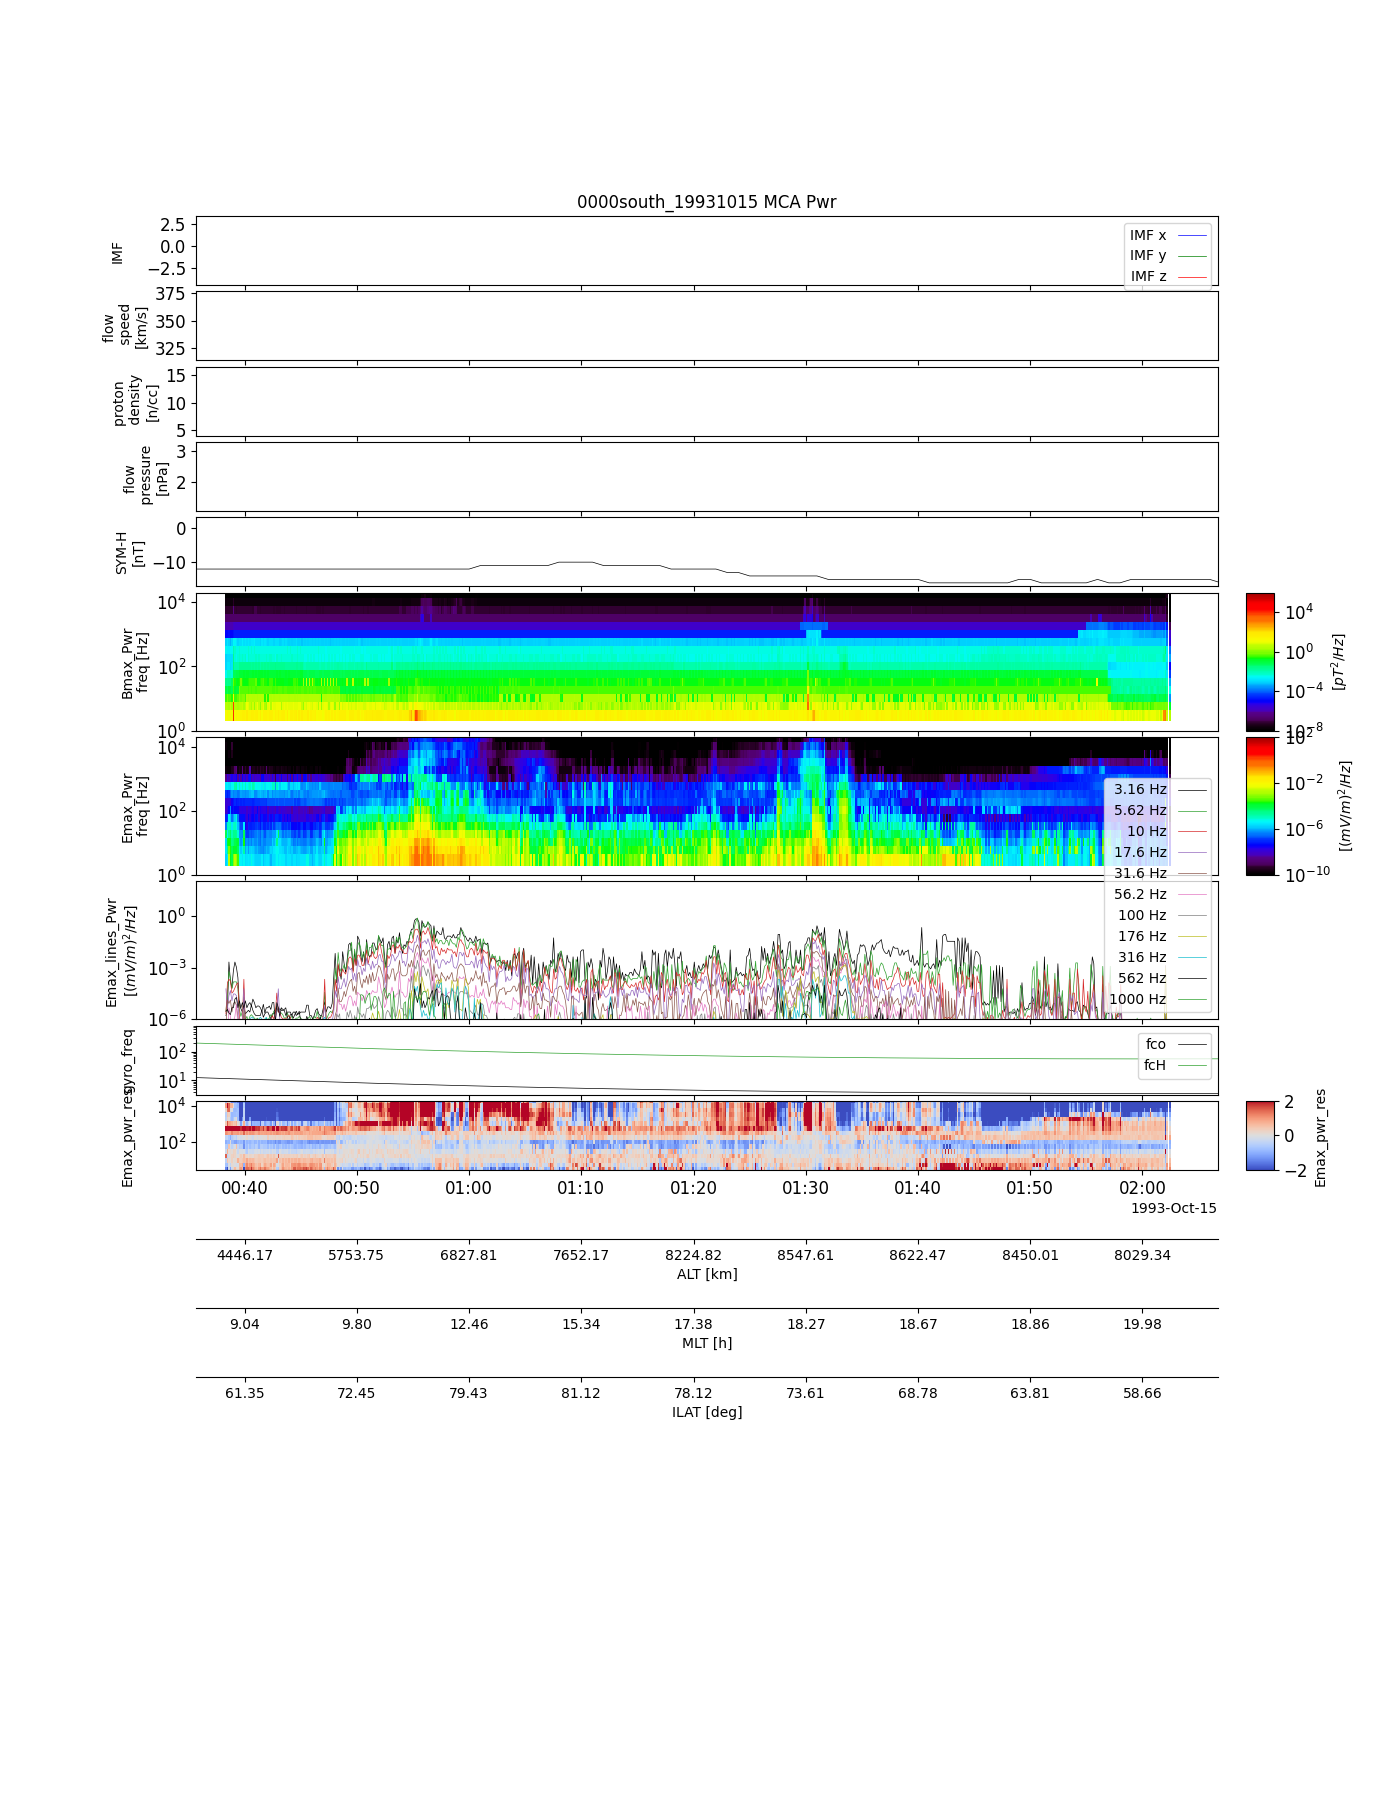 0000south_19931015 MCA Pwr
2.5
0.0
−2.5
IMF
IMF x
IMF y
IMF z
375
350
325
flow
speed
[km/s]
15
10
5
proton
density
[n/cc]
3
2
flow
pressure
[nPa]
0
−10
SYM-H
[nT]
10^4
10^2
10^0
Bmax_Pwr
freq [Hz]
10^4
10^0
10^−4
10^−8
[pT^2/Hz]
10^4
10^2
10^0
Emax_Pwr
freq [Hz]
10^2
10^−2
10^−6
10^−10
[(mV/m)^2/Hz]
3.16 Hz
5.62 Hz
10 Hz
17.6 Hz
31.6 Hz
56.2 Hz
100 Hz
176 Hz
316 Hz
562 Hz
1000 Hz
10^0
10^−3
10^−6
Emax_lines_Pwr
[(mV/m)^2/Hz]
10^2
10^1
gyro_freq
fco
fcH
10^4
10^2
Emax_pwr_res
2
0
−2
Emax_pwr_res
00:40 00:50 01:00 01:10 01:20 01:30 01:40 01:50 02:00
1993-Oct-15
4446.17 5753.75 6827.81 7652.17 8224.82 8547.61 8622.47 8450.01 8029.34
ALT [km]
9.04 9.80 12.46 15.34 17.38 18.27 18.67 18.86 19.98
MLT [h]
61.35 72.45 79.43 81.12 78.12 73.61 68.78 63.81 58.66
ILAT [deg]